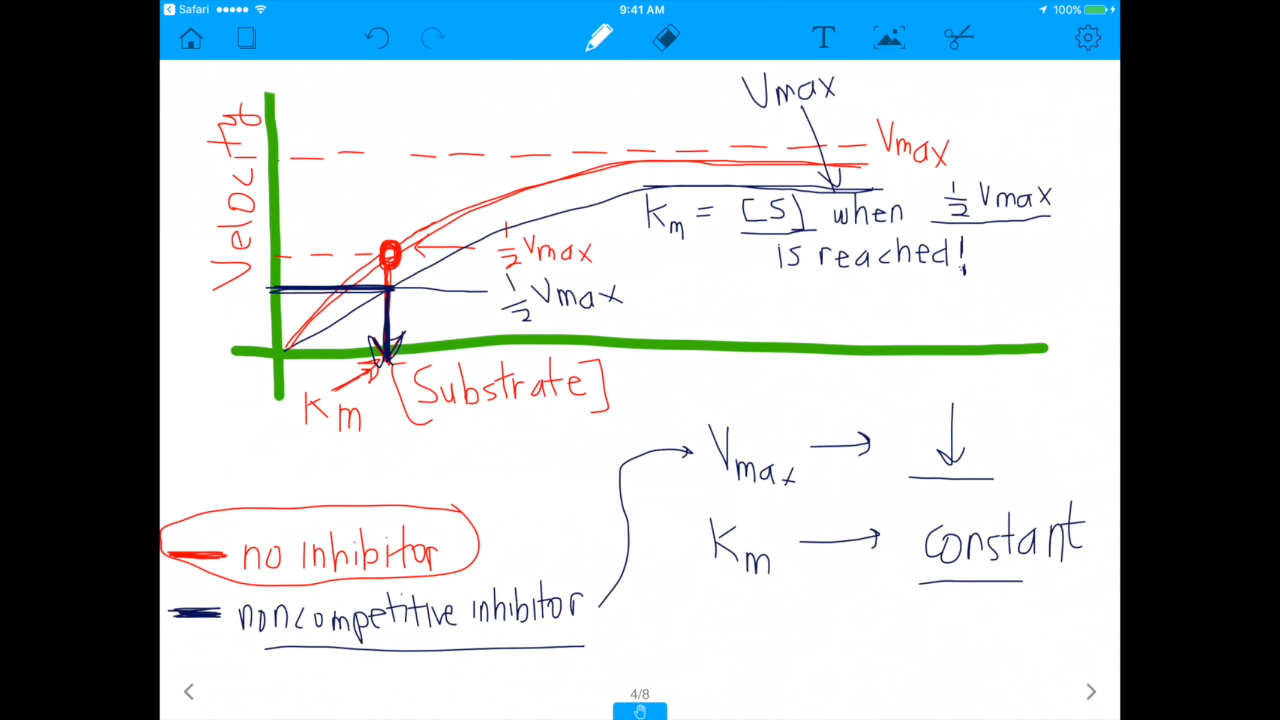 Safari
9:41 AM
100%
T
Velocity
Vmax
Vmax
Km = [S] when 1/2 Vmax
is reached!
1/2 Vmax
1/2 Vmax
Km
[Substrate]
Vmax → ↓
Km → constant
no inhibitor
noncompetitive inhibitor
4/8